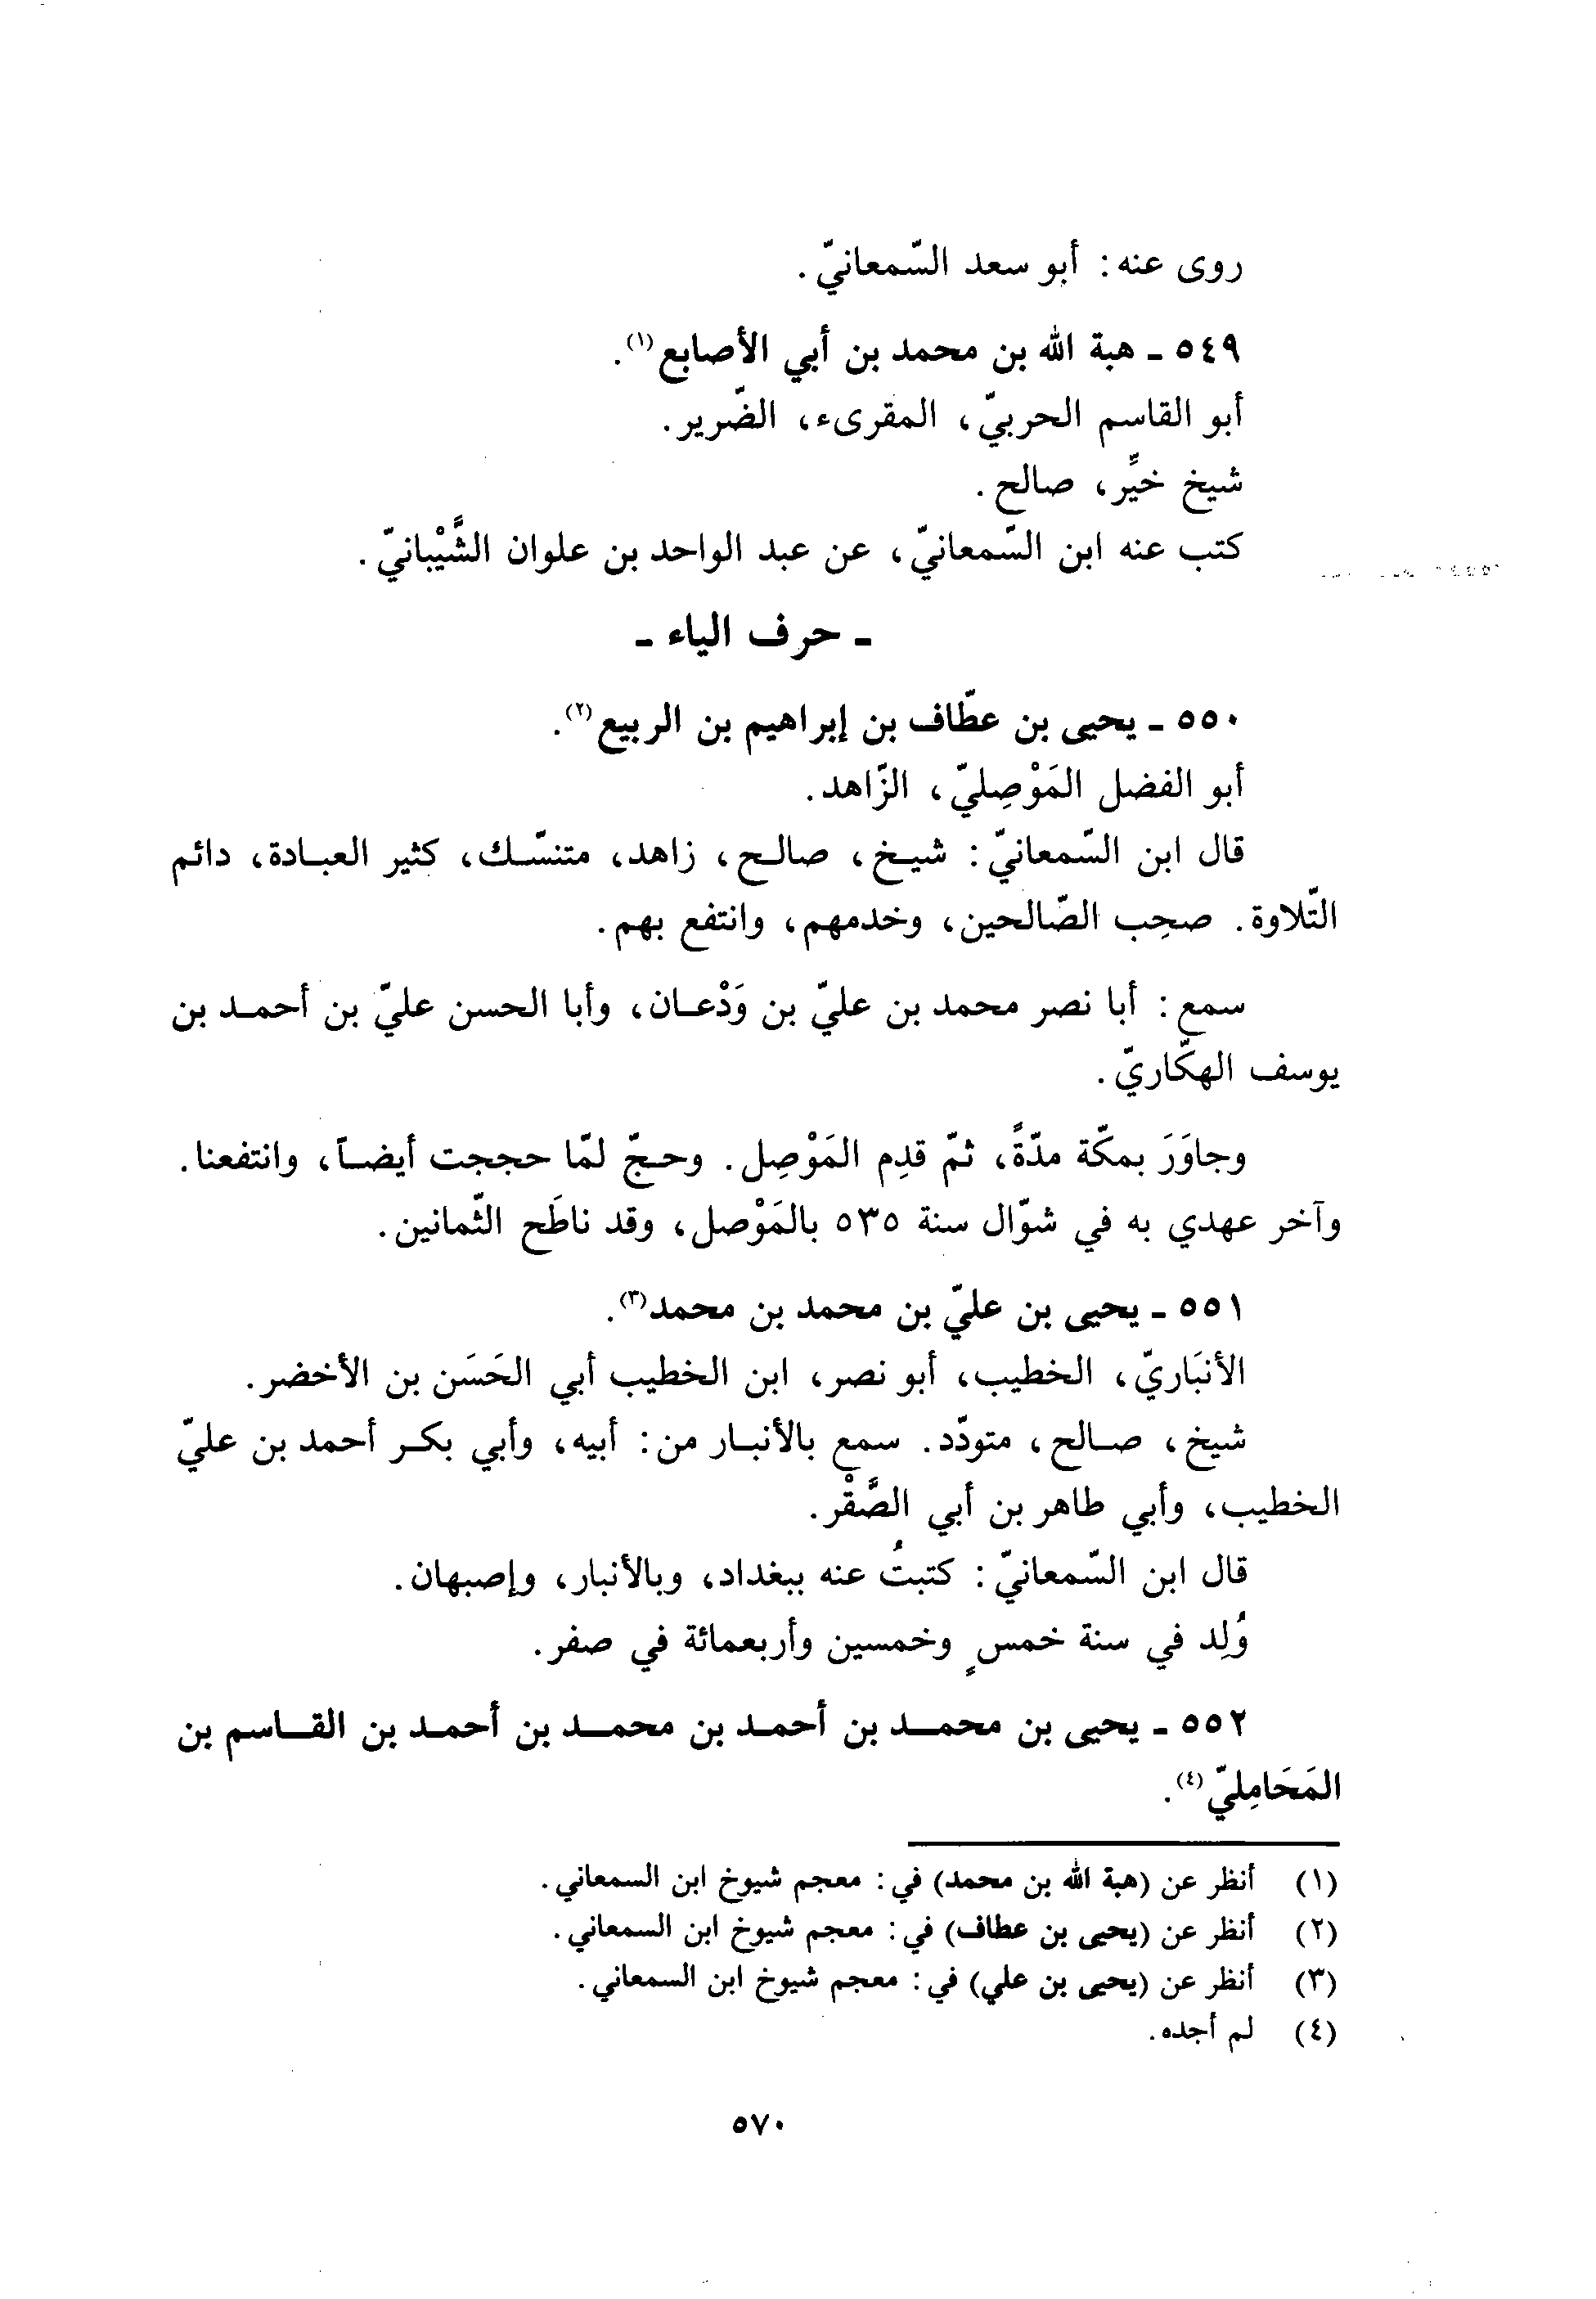 روى عنه: أبو سعد السّمعانيّ.
٥٤٩ ـ هبة الله بن محمد بن أبي الأصابع(١).
أبو القاسم الحربيّ، المقرىء، الضّرير.
شيخ خيِّر، صالح.
كتب عنه ابن السّمعانيّ، عن عبد الواحد بن علوان الشَّيْبانيّ.
ـ حرف الياء ـ
٥٥٠ ـ يحيى بن عطّاف بن إبراهيم بن الربيع(٢).
أبو الفضل المَوْصِليّ، الزّاهد.
قال ابن السّمعانيّ: شيخ، صالح، زاهد، متنسّك، كثير العبادة، دائم
التّلاوة. صحِب الصّالحين، وخدمهم، وانتفع بهم.
سمع: أبا نصر محمد بن عليّ بن وَدْعان، وأبا الحسن عليّ بن أحمد بن
يوسف الهكّاريّ.
وجاوَرَ بمكّة مدّةً، ثمّ قدِم المَوْصِل. وحجّ لمّا حججت أيضاً، وانتفعنا.
وآخر عهدي به في شوّال سنة ٥٣٥ بالمَوْصل، وقد ناطَح الثّمانين.
٥٥١ ـ يحيى بن عليّ بن محمد بن محمد(٣).
الأنبَاريّ، الخطيب، أبو نصر، ابن الخطيب أبي الحَسَن بن الأخضر.
شيخ، صالح، متودّد. سمع بالأنبار من: أبيه، وأبي بكر أحمد بن عليّ
الخطيب، وأبي طاهر بن أبي الصَّقْر.
قال ابن السّمعانيّ: كتبتُ عنه ببغداد، وبالأنبار، وإصبهان.
وُلِد في سنة خمسٍ وخمسين وأربعمائة في صفر.
٥٥٢ ـ يحيى بن محمد بن أحمد بن محمد بن أحمد بن القاسم بن
المَحَامِليّ(٤).
(١) أنظر عن (هبة الله بن محمد) في: معجم شيوخ ابن السمعاني.
(٢) أنظر عن (يحيى بن عطاف) في: معجم شيوخ ابن السمعاني.
(٣) أنظر عن (يحيى بن علي) في: معجم شيوخ ابن السمعاني.
(٤) لم أجده.
٥٧٠